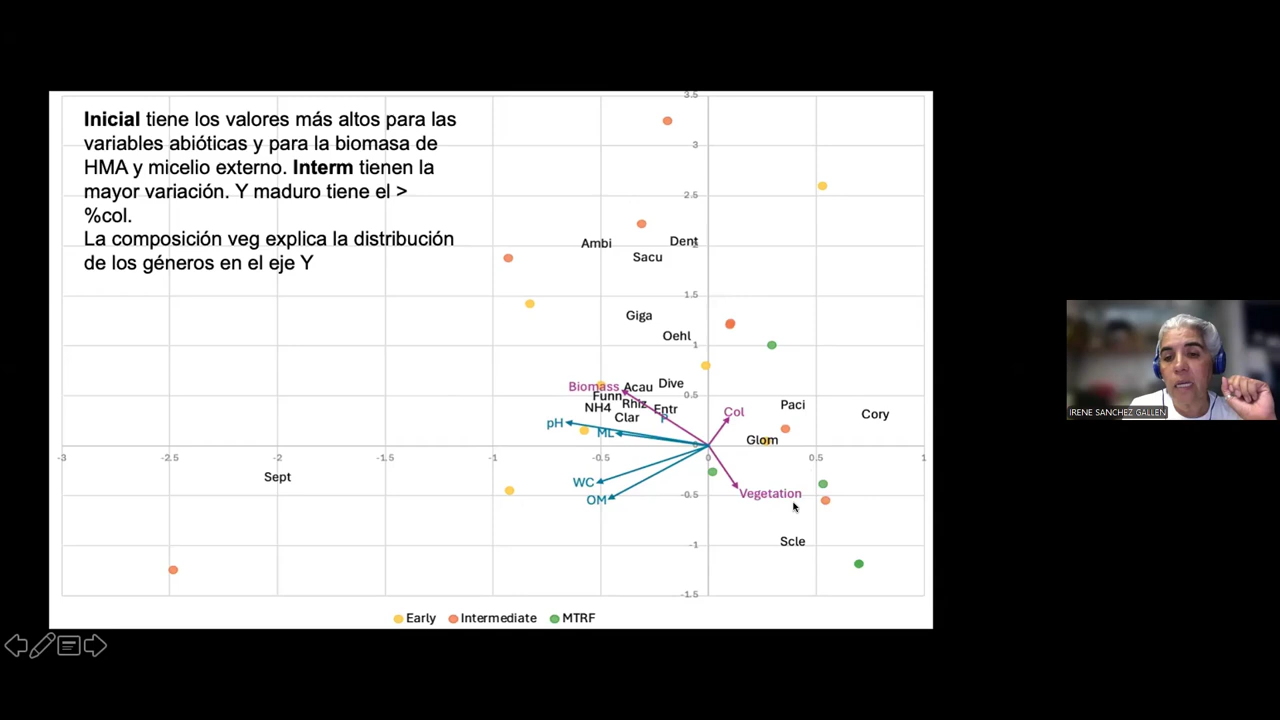 Inicial tiene los valores más altos para las
variables abióticas y para la biomasa de
HMA y micelio externo. Interm tienen la
mayor variación. Y maduro tiene el >
%col.
La composición veg explica la distribución
de los géneros en el eje Y
3.5
3
2.5
2
1.5
1
0.5
0
-0.5
-1
-1.5
-3
-2.5
-2
-1.5
-1
-0.5
0
0.5
1
Ambi
Dent
Sacu
Giga
Oehl
Biomass
Acau
Dive
Funn
Rhiz
NH4
Entr
Clar
P
pH
ML
Col
Paci
Cory
Glom
Sept
WC
OM
Vegetation
Scle
Early
Intermediate
MTRF
IRENE SANCHEZ GALLEN